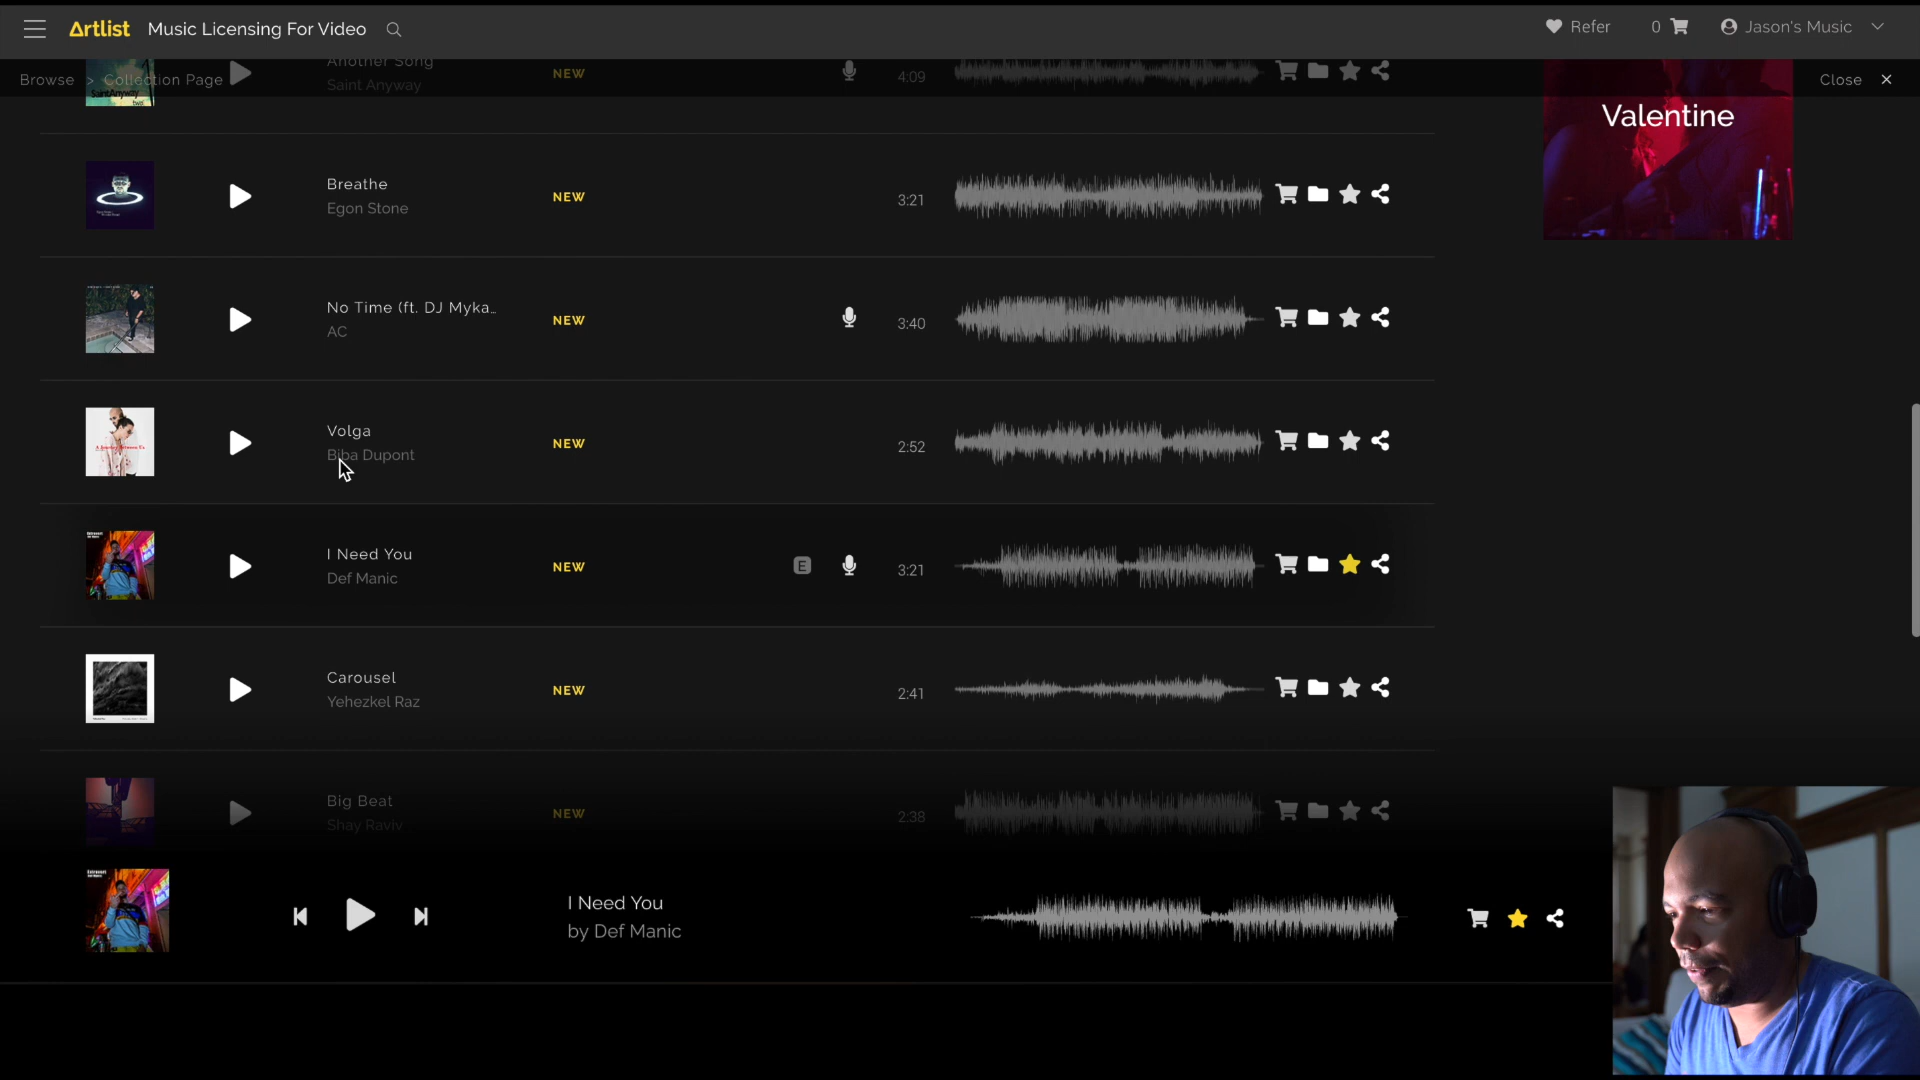 Artlist Music Licensing For Video
Refer 0 Jason's Music
Browse > Collection Page
Close ×
Another Song
Saint Anyway
NEW
4:09
Valentine
Breathe
Egon Stone
NEW
3:21
No Time (ft. DJ Myka…
AC
NEW
3:40
Volga
Biba Dupont
NEW
2:52
I Need You
Def Manic
NEW
E
3:21
Carousel
Yehezkel Raz
NEW
2:41
Big Beat
Shay Raviv
NEW
2:38
I Need You
by Def Manic